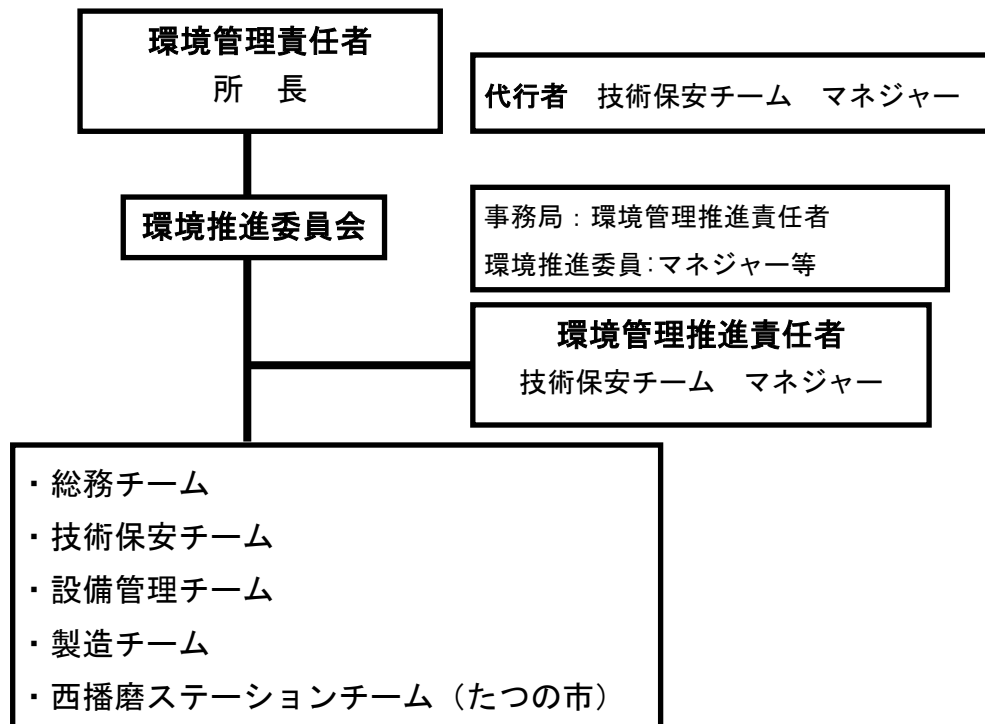 環境管理責任者
所　長
代行者　技術保安チーム　マネジャー
環境推進委員会
事務局：環境管理推進責任者
環境推進委員：マネジャー等
環境管理推進責任者
技術保安チーム　マネジャー
・総務チーム
・技術保安チーム
・設備管理チーム
・製造チーム
・西播磨ステーションチーム（たつの市）